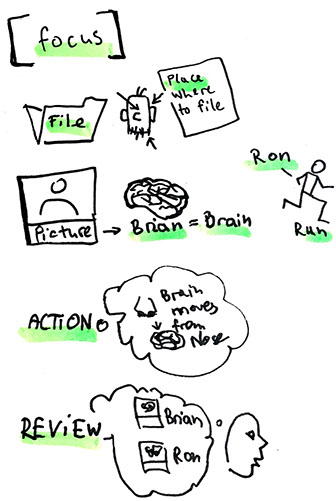 [focus]
File
Place
where
to file
Ron
Run
Picture → Brian = Brain
ACTION
Brain
moves
from
Nose
REVIEW
Brian
Ron